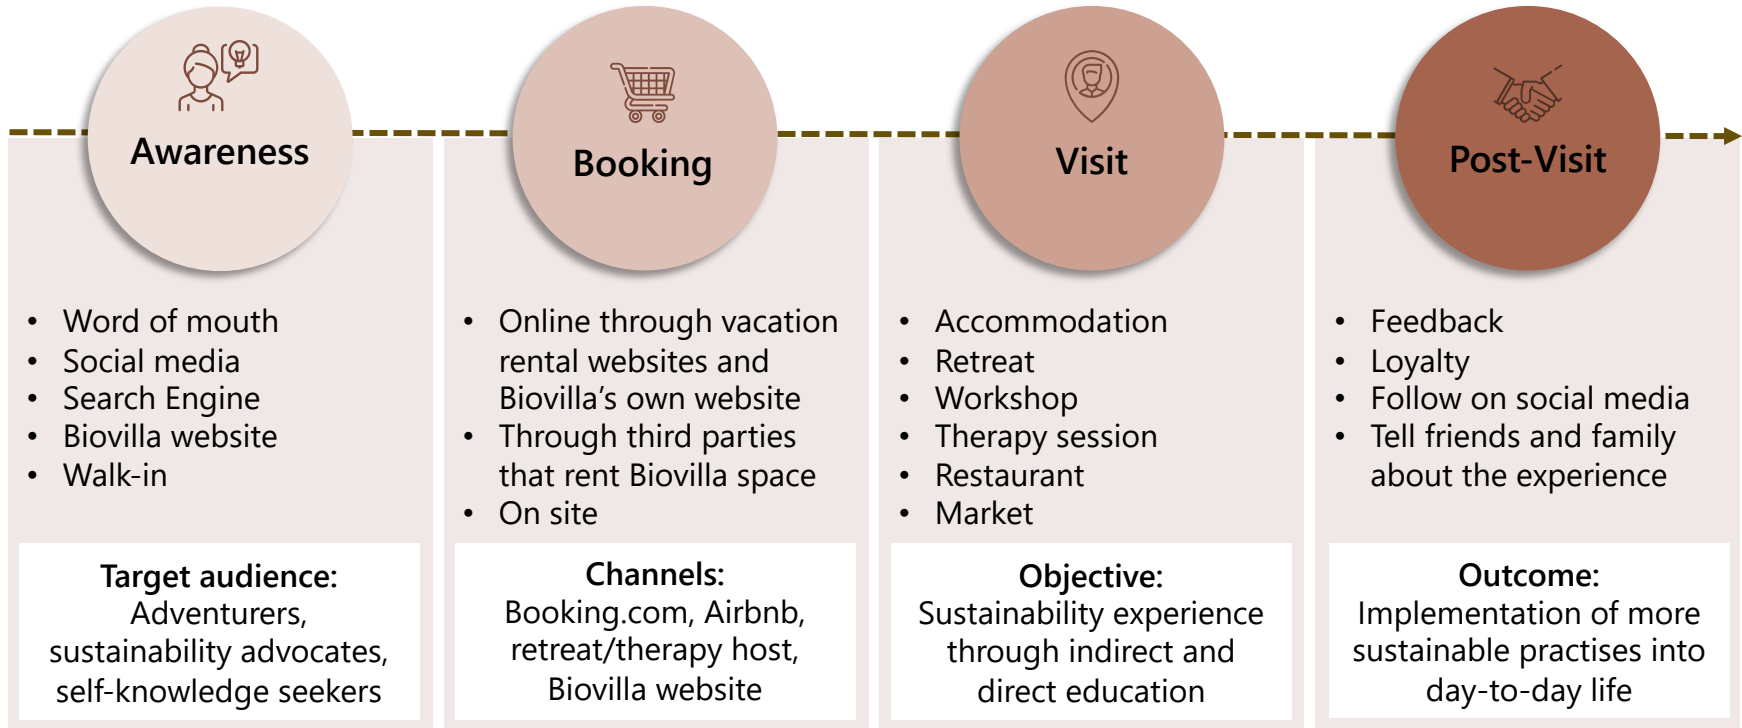 Awareness
• Word of mouth
• Social media
• Search Engine
• Biovilla website
• Walk-in
Target audience:
Adventurers,
sustainability advocates,
self-knowledge seekers
Booking
• Online through vacation
rental websites and
Biovilla’s own website
• Through third parties
that rent Biovilla space
• On site
Channels:
Booking.com, Airbnb,
retreat/therapy host,
Biovilla website
Visit
• Accommodation
• Retreat
• Workshop
• Therapy session
• Restaurant
• Market
Objective:
Sustainability experience
through indirect and
direct education
Post-Visit
• Feedback
• Loyalty
• Follow on social media
• Tell friends and family
about the experience
Outcome:
Implementation of more
sustainable practises into
day-to-day life